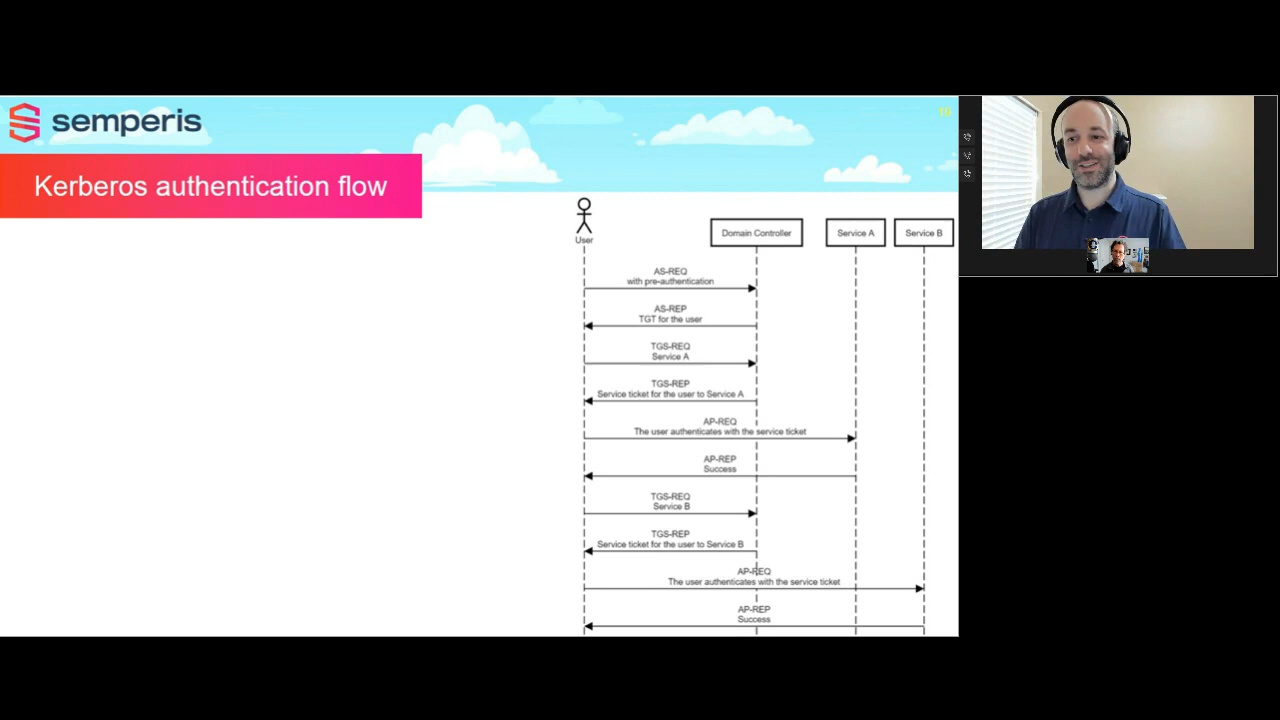 semperis
10
Kerberos authentication flow
User
Domain Controller
Service A
Service B
AS-REQ
with pre-authentication
AS-REP
TGT for the user
TGS-REQ
Service A
TGS-REP
Service ticket for the user to Service A
AP-REQ
The user authenticates with the service ticket
AP-REP
Success
TGS-REQ
Service B
TGS-REP
Service ticket for the user to Service B
AP-REQ
The user authenticates with the service ticket
AP-REP
Success